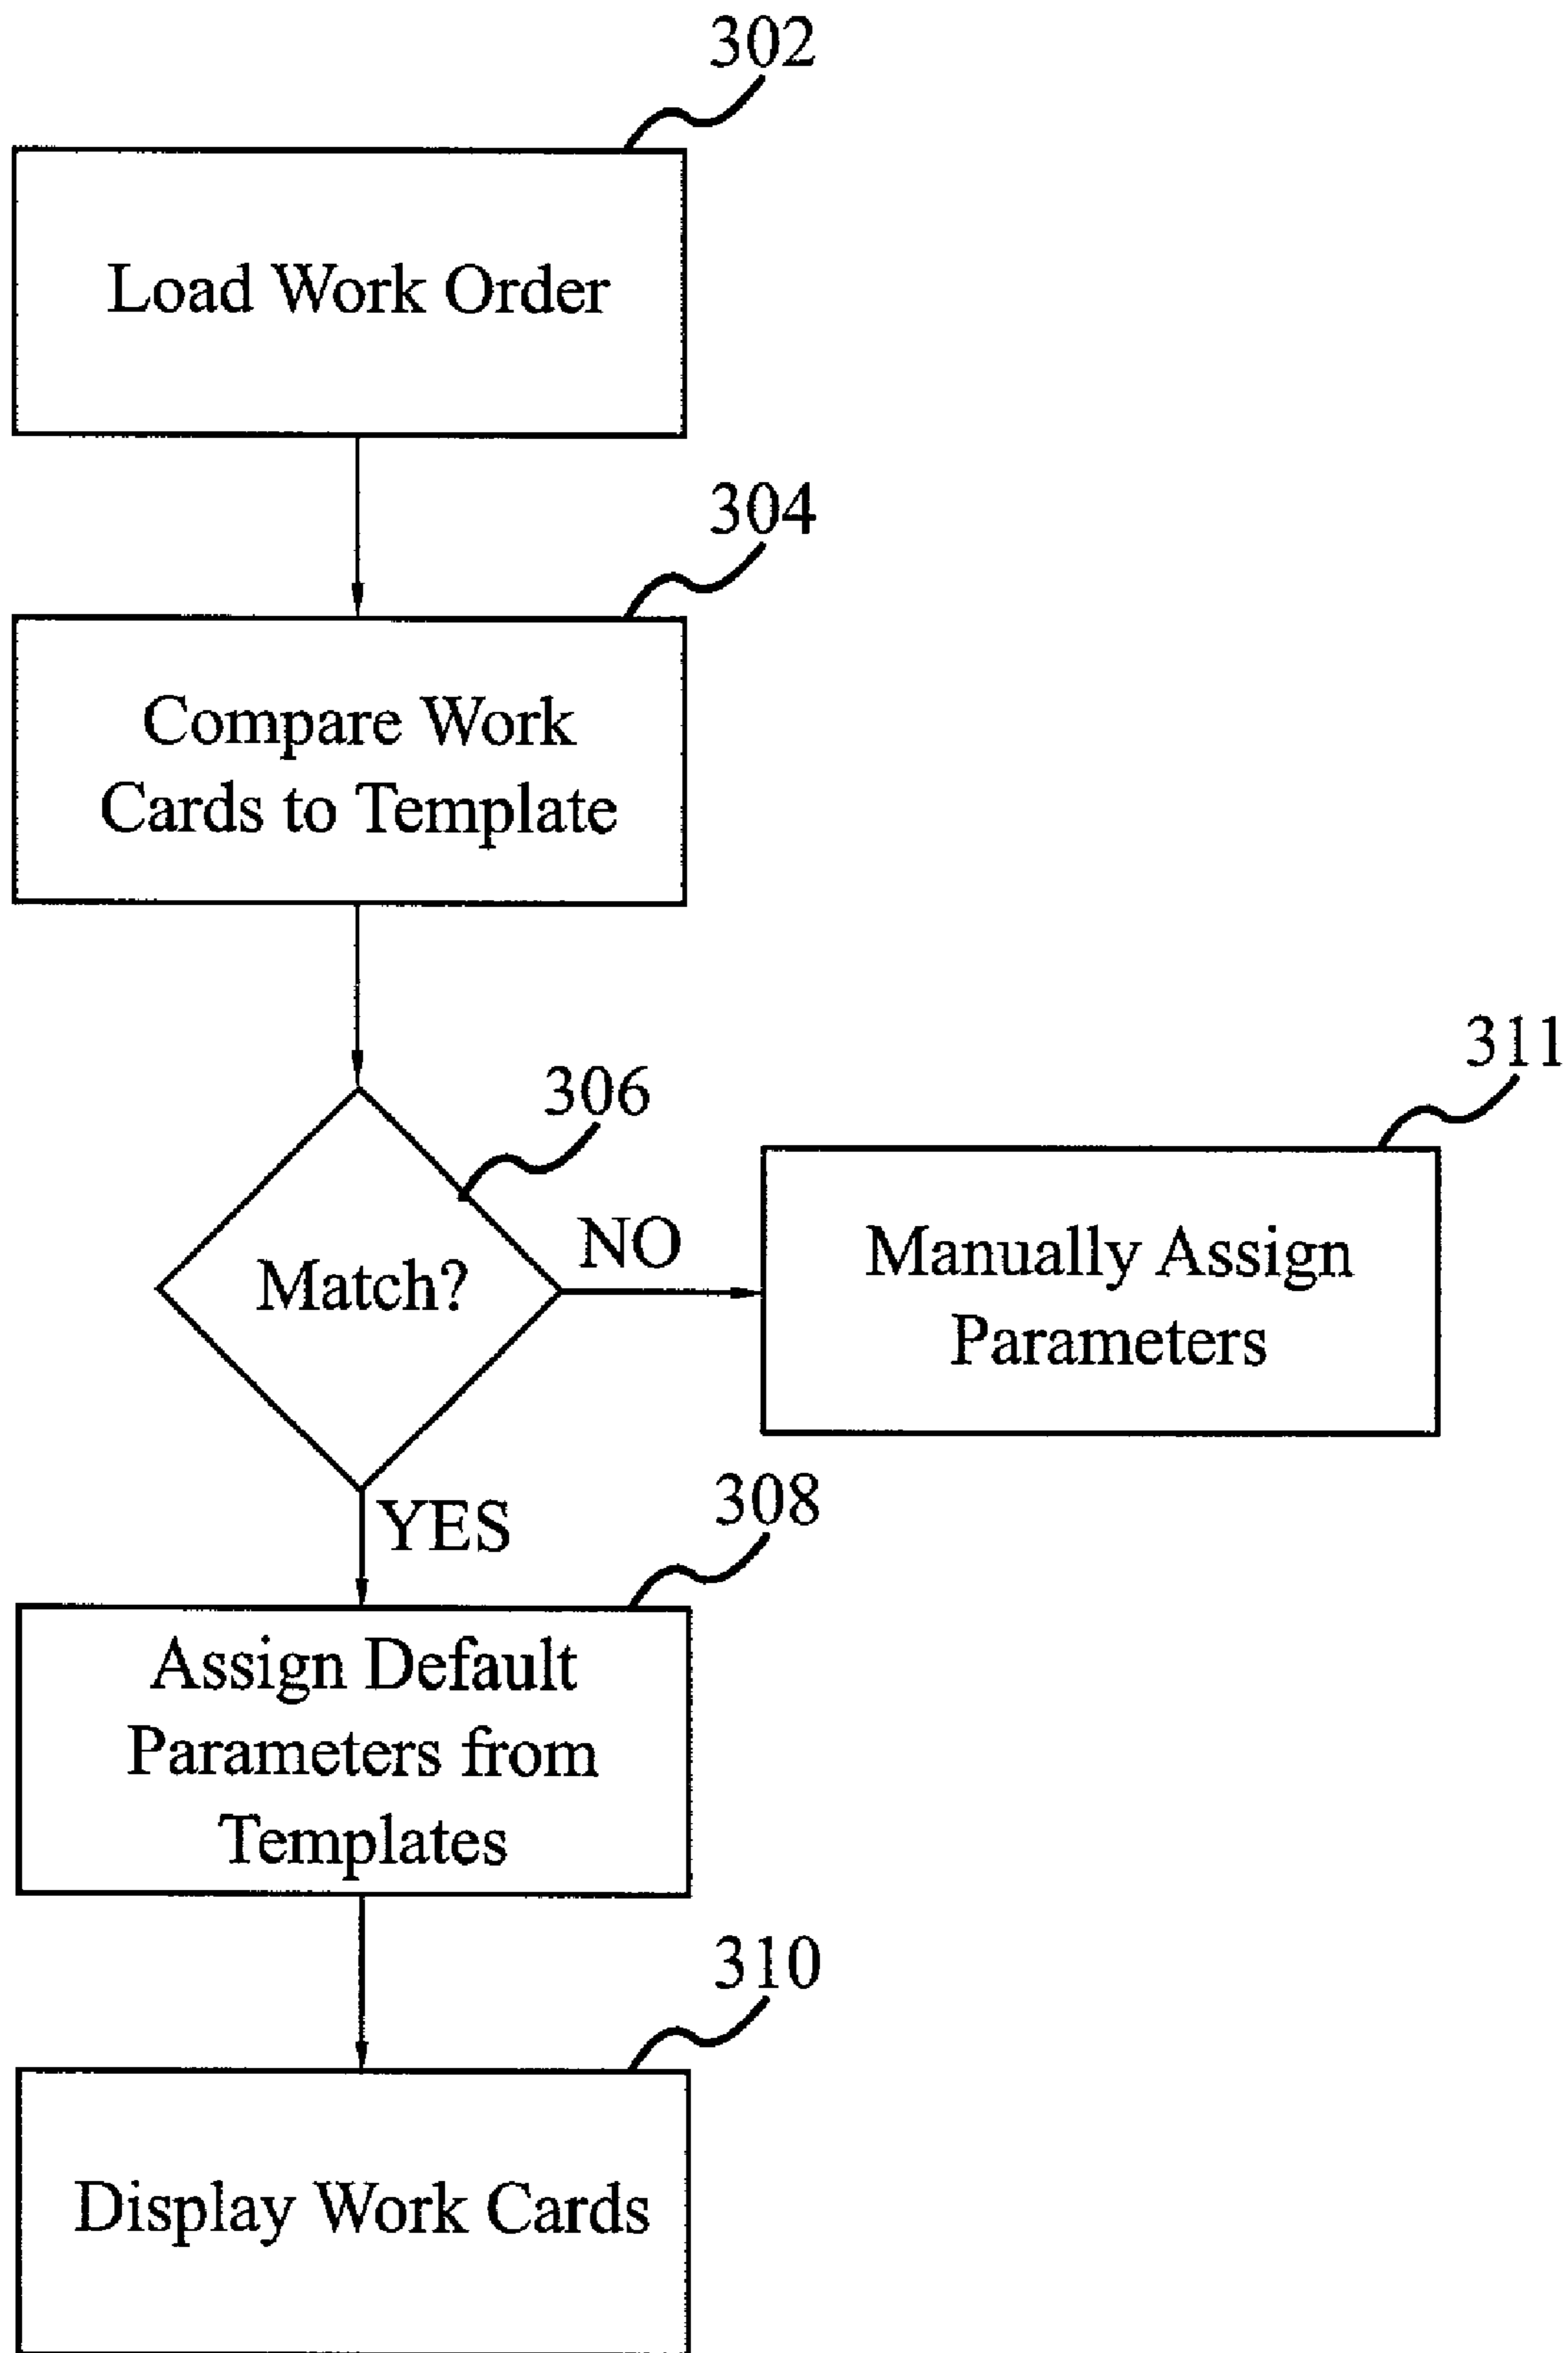 302
Load Work Order
304
Compare Work
Cards to Template
306
Match?
NO
311
Manually Assign
Parameters
YES
308
Assign Default
Parameters from
Templates
310
Display Work Cards